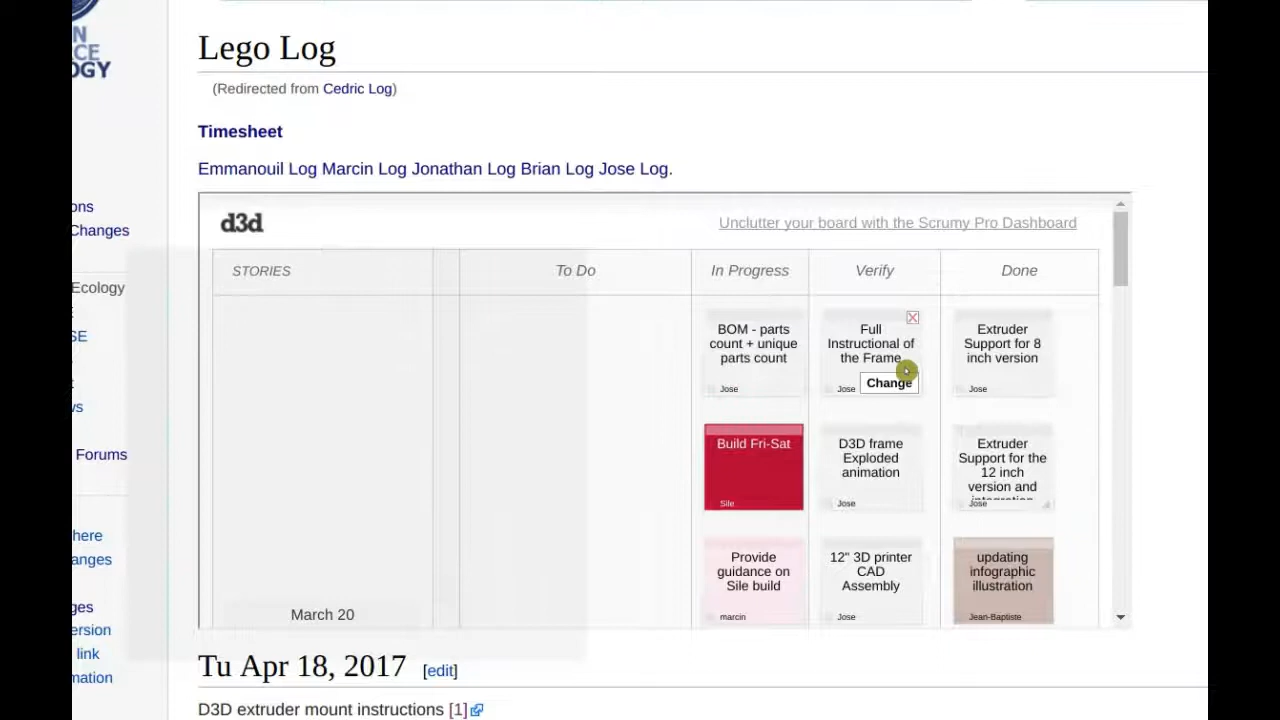 N
CE
OGY
Lego Log
(Redirected from Cedric Log)
Timesheet
Emmanouil Log Marcin Log Jonathan Log Brian Log Jose Log.
ons
Changes
Ecology
SE
ws
Forums
here
anges
ges
ersion
link
mation
d3d
Unclutter your board with the Scrumy Pro Dashboard
STORIES
To Do
In Progress
Verify
Done
BOM - parts
count + unique
parts count
Jose
Full
Instructional of
the Frame
Jose
Change
Extruder
Support for 8
inch version
Jose
Build Fri-Sat
Sile
D3D frame
Exploded
animation
Jose
Extruder
Support for the
12 inch
version and
integration
Jose
Provide
guidance on
Sile build
marcin
12" 3D printer
CAD
Assembly
Jose
updating
infographic
illustration
Jean-Baptiste
March 20
Tu Apr 18, 2017 [edit]
D3D extruder mount instructions [1]